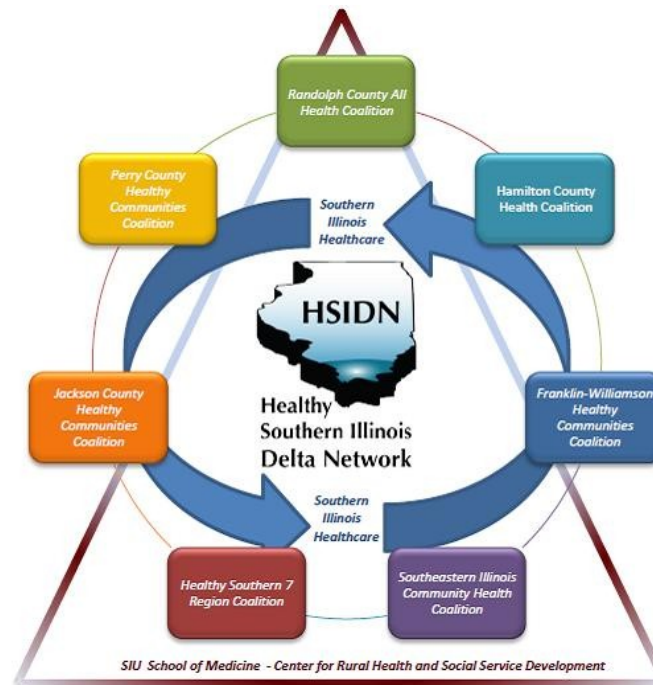 Randolph County All
Health Coalition
Perry County
Healthy
Communities
Coalition
Hamilton County
Health Coalition
Southern
Illinois
Healthcare
HSIDN
Healthy
Southern Illinois
Delta Network
Jackson County
Healthy
Communities
Coalition
Franklin-Williamson
Healthy
Communities
Coalition
Southern
Illinois
Healthcare
Healthy Southern 7
Region Coalition
Southeastern Illinois
Community Health
Coalition
SIU School of Medicine - Center for Rural Health and Social Service Development